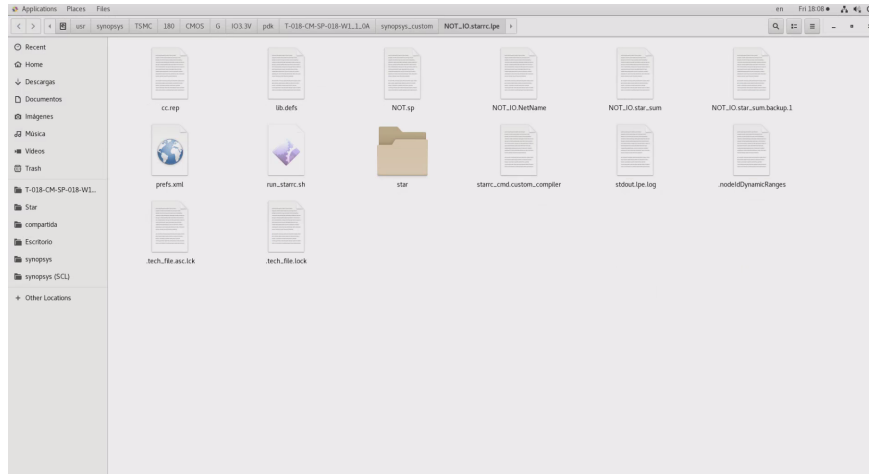 Applications Places Files en Fri 18:08
usr synopsys TSMC 180 CMOS G IO3.3V pdk T-018-CM-SP-018-W1_1_0A synopsys_custom NOT_IO.starrc.lpe
Recent
Home
Descargas
Documentos
Imágenes
Música
Vídeos
Trash
T-018-CM-SP-018-W1...
Star
compartida
Escritorio
synopsys
synopsys (SCL)
+ Other Locations
cc.rep lib.defs NOT.sp NOT_IO.NetName NOT_IO.star_sum NOT_IO.star_sum.backup.1
prefs.xml run_starrc.sh star starrc_cmd.custom_compiler stdout.lpe.log .nodeIdDynamicRanges
.tech_file.asc.lck .tech_file.lock